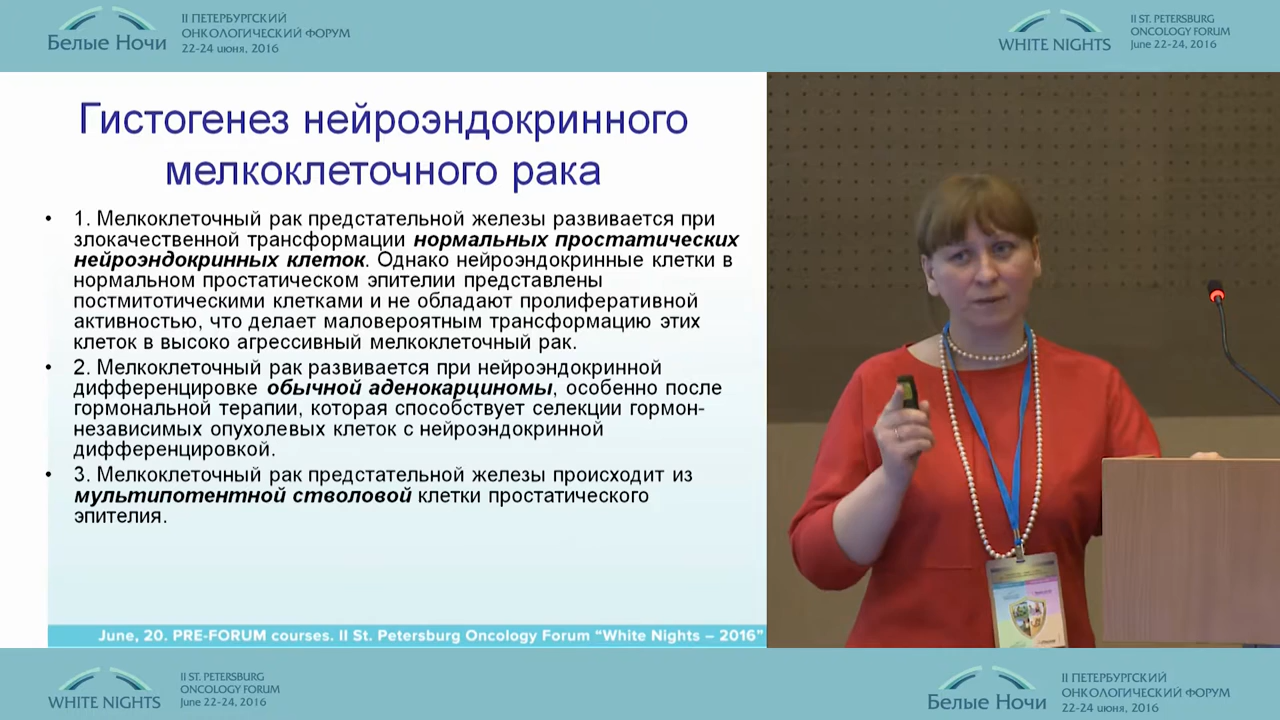 Белые Ночи
II ПЕТЕРБУРГСКИЙ
ОНКОЛОГИЧЕСКИЙ ФОРУМ
22-24 июня, 2016
WHITE NIGHTS
II ST. PETERSBURG
ONCOLOGY FORUM
June 22-24, 2016
Гистогенез нейроэндокринного
мелкоклеточного рака
• 1. Мелкоклеточный рак предстательной железы развивается при
злокачественной трансформации нормальных простатических
нейроэндокринных клеток. Однако нейроэндокринные клетки в
нормальном простатическом эпителии представлены
постмитотическими клетками и не обладают пролиферативной
активностью, что делает маловероятным трансформацию этих
клеток в высоко агрессивный мелкоклеточный рак.
• 2. Мелкоклеточный рак развивается при нейроэндокринной
дифференцировке обычной аденокарциномы, особенно после
гормональной терапии, которая способствует селекции гормон-
независимых опухолевых клеток с нейроэндокринной
дифференцировкой.
• 3. Мелкоклеточный рак предстательной железы происходит из
мультипотентной стволовой клетки простатического
эпителия.
June, 20. PRE-FORUM courses. II St. Petersburg Oncology Forum “White Nights – 2016”
WHITE NIGHTS
II ST. PETERSBURG
ONCOLOGY FORUM
June 22-24, 2016
Белые Ночи
II ПЕТЕРБУРГСКИЙ
ОНКОЛОГИЧЕСКИЙ ФОРУМ
22-24 июня, 2016